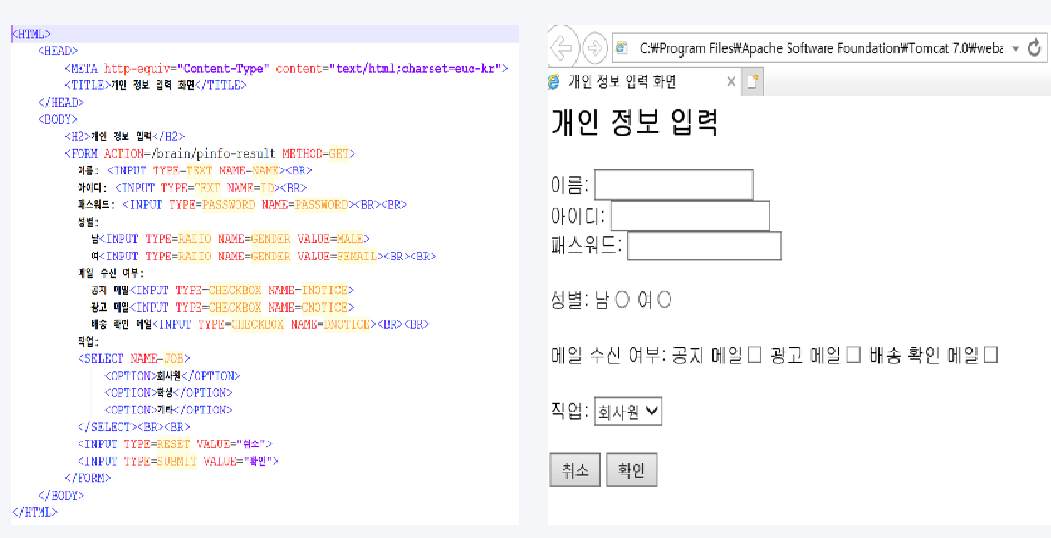 <HTML>
<HEAD>
<META http-equiv="Content-Type" content="text/html;charset=euc-kr">
<TITLE>개인 정보 입력 화면</TITLE>
</HEAD>
<BODY>
<H2>개인 정보 입력</H2>
<FORM ACTION=/brain/pinfo-result METHOD=GET>
이름: <INPUT TYPE=TEXT NAME=NAME><BR>
아이디: <INPUT TYPE=TEXT NAME=ID><BR>
패스워드: <INPUT TYPE=PASSWORD NAME=PASSWORD><BR><BR>
성별:
남<INPUT TYPE=RADIO NAME=GENDER VALUE=MALE>
여<INPUT TYPE=RADIO NAME=GENDER VALUE=FEMAIL><BR><BR>
메일 수신 여부:
공지 메일<INPUT TYPE=CHECKBOX NAME=INOTICE>
광고 메일<INPUT TYPE=CHECKBOX NAME=CNOTICE>
배송 확인 메일<INPUT TYPE=CHECKBOX NAME=DNOTICE><BR><BR>
직업:
<SELECT NAME=JOB>
<OPTION>회사원</OPTION>
<OPTION>학생</OPTION>
<OPTION>기타</OPTION>
</SELECT><BR><BR>
<INPUT TYPE=RESET VALUE="취소">
<INPUT TYPE=SUBMIT VALUE="확인">
</FORM>
</BODY>
</HTML>
C:₩Program Files₩Apache Software Foundation₩Tomcat 7.0₩weba
개인 정보 입력 화면
개인 정보 입력
이름:
아이디:
패스워드:
성별: 남 여
메일 수신 여부: 공지 메일 광고 메일 배송 확인 메일
직업: 회사원
취소 확인